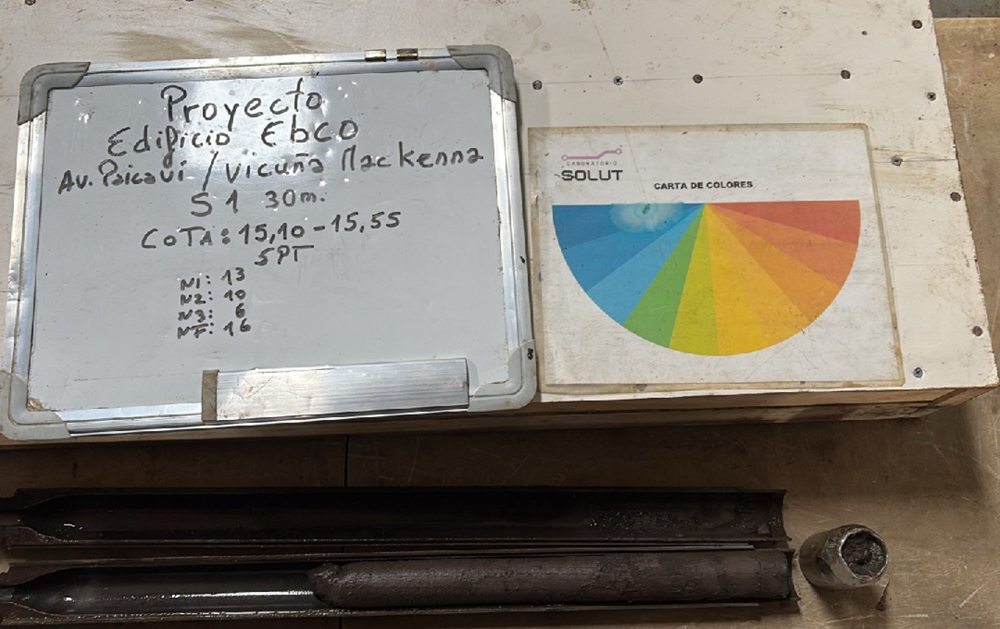 Proyecto
Edificio EbCO
Av. Paicavi / Vicuña Mackenna
S1 30m.
COTA: 15,10-15,55
SPT
N1: 13
N2: 10
N3: 6
NF: 16
LABORATORIO
SOLUT
CARTA DE COLORES